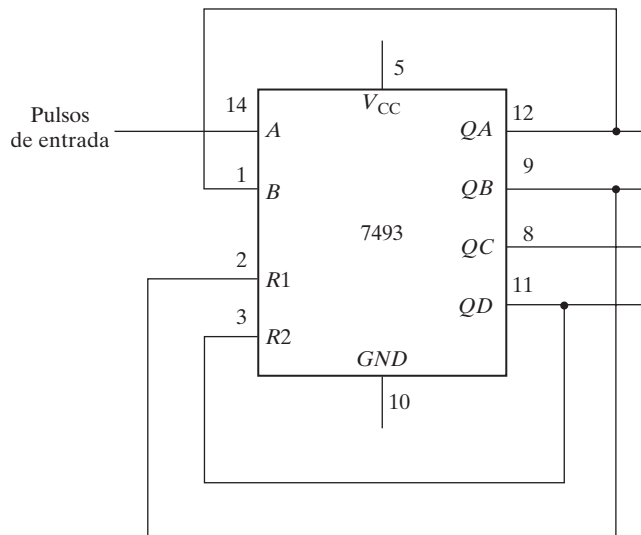 5
14
V_CC
12
Pulsos
de entrada
A
QA
9
1
B
QB
7493
8
2
QC
R1
11
3
QD
R2
GND
10